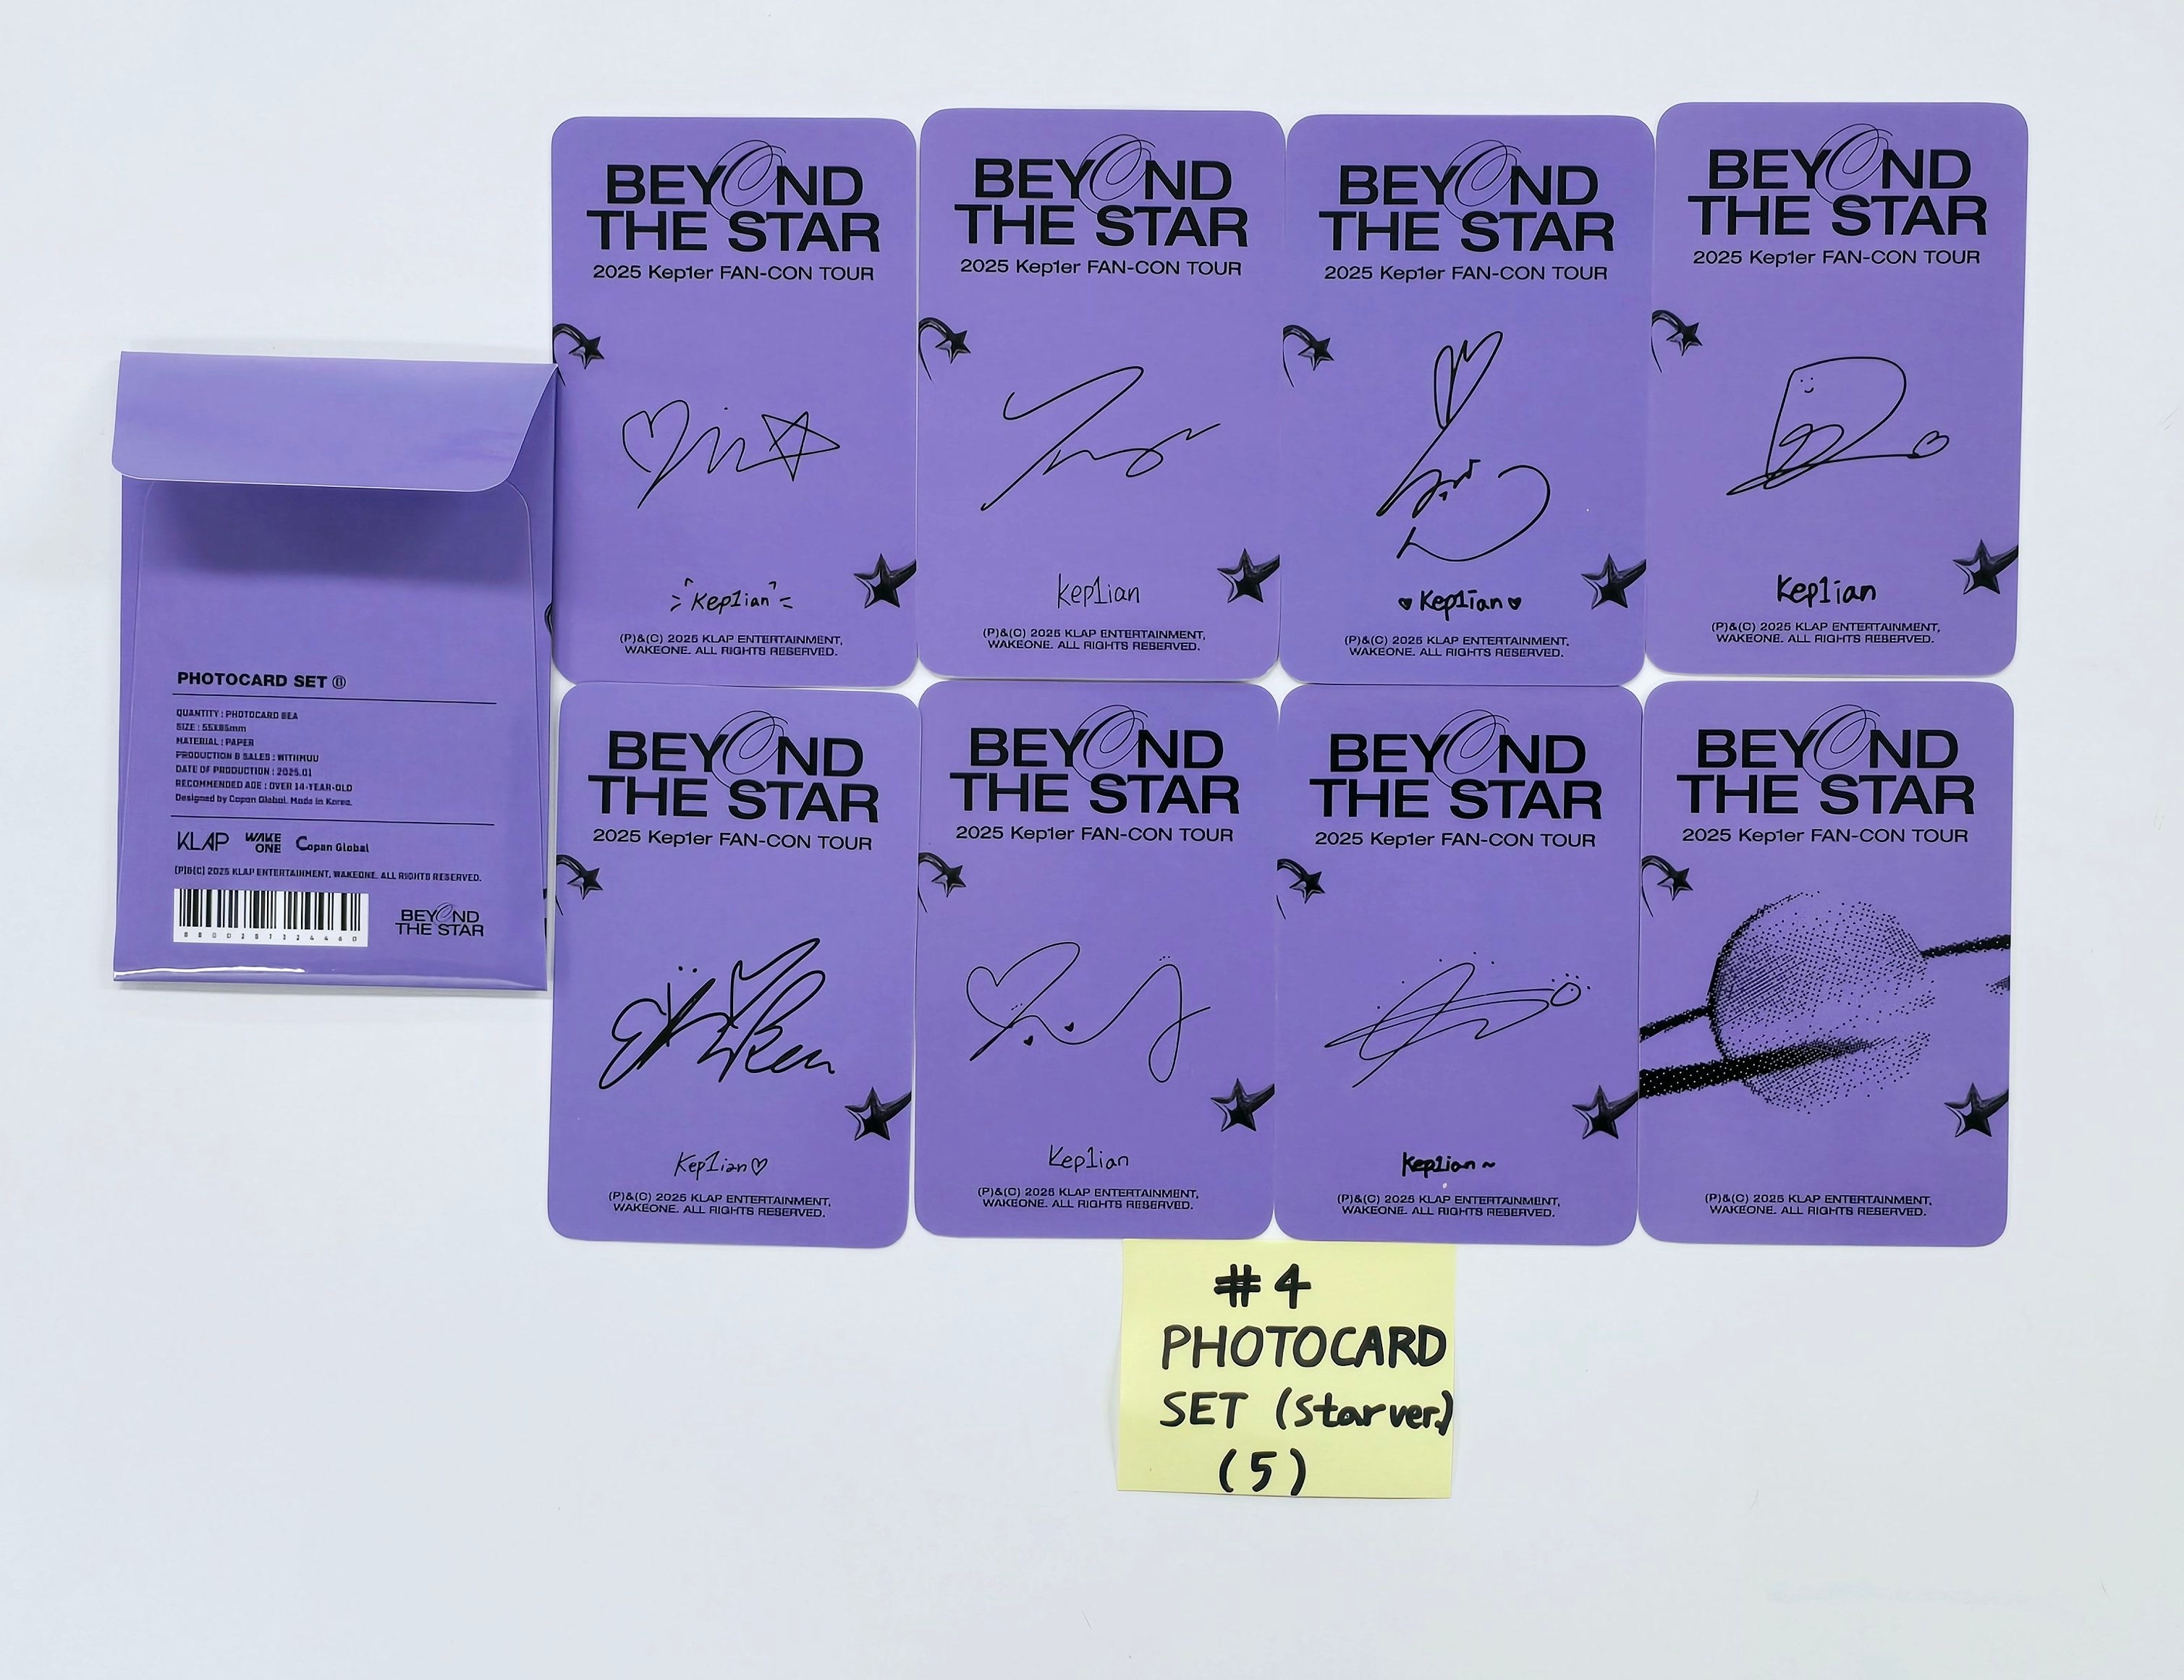 BEYOND
THE STAR
2025 Kep1er FAN-CON TOUR
Kep1ian
(P)&(C) 2025 KLAP ENTERTAINMENT,
WAKEONE. ALL RIGHTS RESERVED.
BEYOND
THE STAR
2025 Kep1er FAN-CON TOUR
Kep1ian
(P)&(C) 2025 KLAP ENTERTAINMENT,
WAKEONE. ALL RIGHTS RESERVED.
BEYOND
THE STAR
2025 Kep1er FAN-CON TOUR
Kep1ian
(P)&(C) 2025 KLAP ENTERTAINMENT,
WAKEONE. ALL RIGHTS RESERVED.
BEYOND
THE STAR
2025 Kep1er FAN-CON TOUR
Kep1ian
(P)&(C) 2025 KLAP ENTERTAINMENT,
WAKEONE. ALL RIGHTS RESERVED.
PHOTOCARD SET Ⓑ
QUANTITY : PHOTOCARD 8EA
SIZE : 55X85mm
MATERIAL : PAPER
PRODUCTION & SALES : WITHMUU
DATE OF PRODUCTION : 2025.01
RECOMMENDED AGE : OVER 14-YEAR-OLD
Designed by Copan Global. Made in Korea.
KLAP WAKE ONE Copan Global
(P)&(C) 2025 KLAP ENTERTAINMENT, WAKEONE. ALL RIGHTS RESERVED.
BEYOND
THE STAR
BEYOND
THE STAR
2025 Kep1er FAN-CON TOUR
Kep1ian♡
(P)&(C) 2025 KLAP ENTERTAINMENT,
WAKEONE. ALL RIGHTS RESERVED.
BEYOND
THE STAR
2025 Kep1er FAN-CON TOUR
Kep1ian
(P)&(C) 2025 KLAP ENTERTAINMENT,
WAKEONE. ALL RIGHTS RESERVED.
BEYOND
THE STAR
2025 Kep1er FAN-CON TOUR
Kep1ian ~
(P)&(C) 2025 KLAP ENTERTAINMENT,
WAKEONE. ALL RIGHTS RESERVED.
BEYOND
THE STAR
2025 Kep1er FAN-CON TOUR
(P)&(C) 2025 KLAP ENTERTAINMENT,
WAKEONE. ALL RIGHTS RESERVED.
#4
PHOTOCARD
SET (Star ver.)
(5)